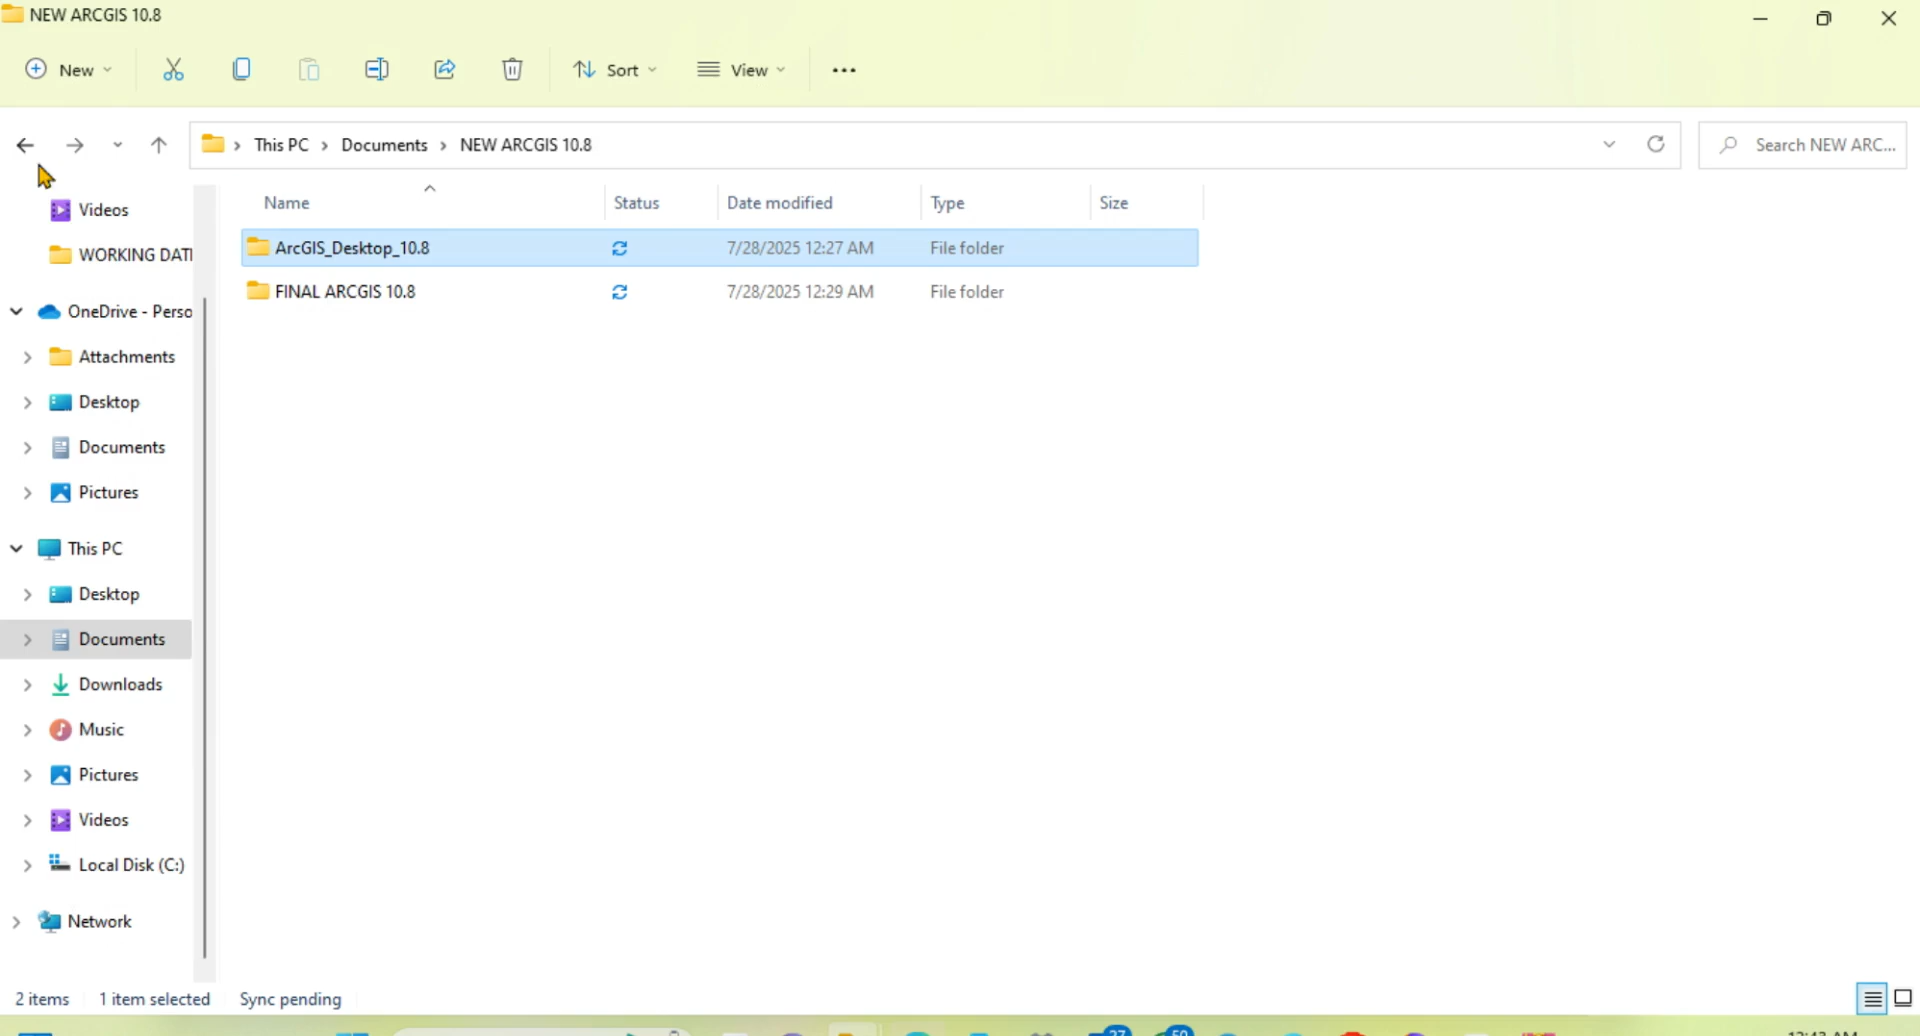 NEW ARCGIS 10.8
New
Sort
View
This PC
Documents
NEW ARCGIS 10.8
Search NEW ARC...
Name
Status
Date modified
Type
Size
ArcGIS_Desktop_10.8
7/28/2025 12:27 AM
File folder
FINAL ARCGIS 10.8
7/28/2025 12:29 AM
File folder
Videos
OneDrive - Perso
Attachments
Desktop
Documents
Pictures
This PC
Desktop
Documents
Downloads
Music
Pictures
Videos
Local Disk (C:)
Network
2 items
1 item selected
Sync pending